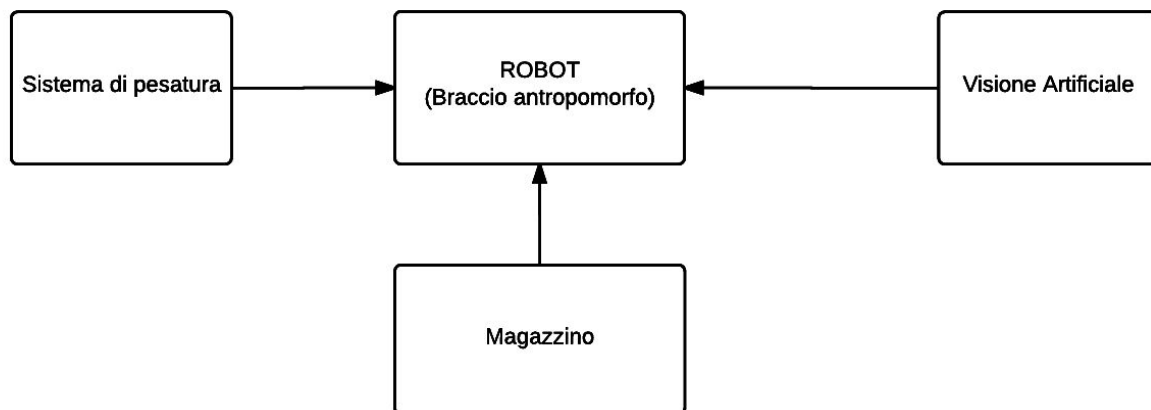 Sistema di pesatura
ROBOT
(Braccio antropomorfo)
Visione Artificiale
Magazzino